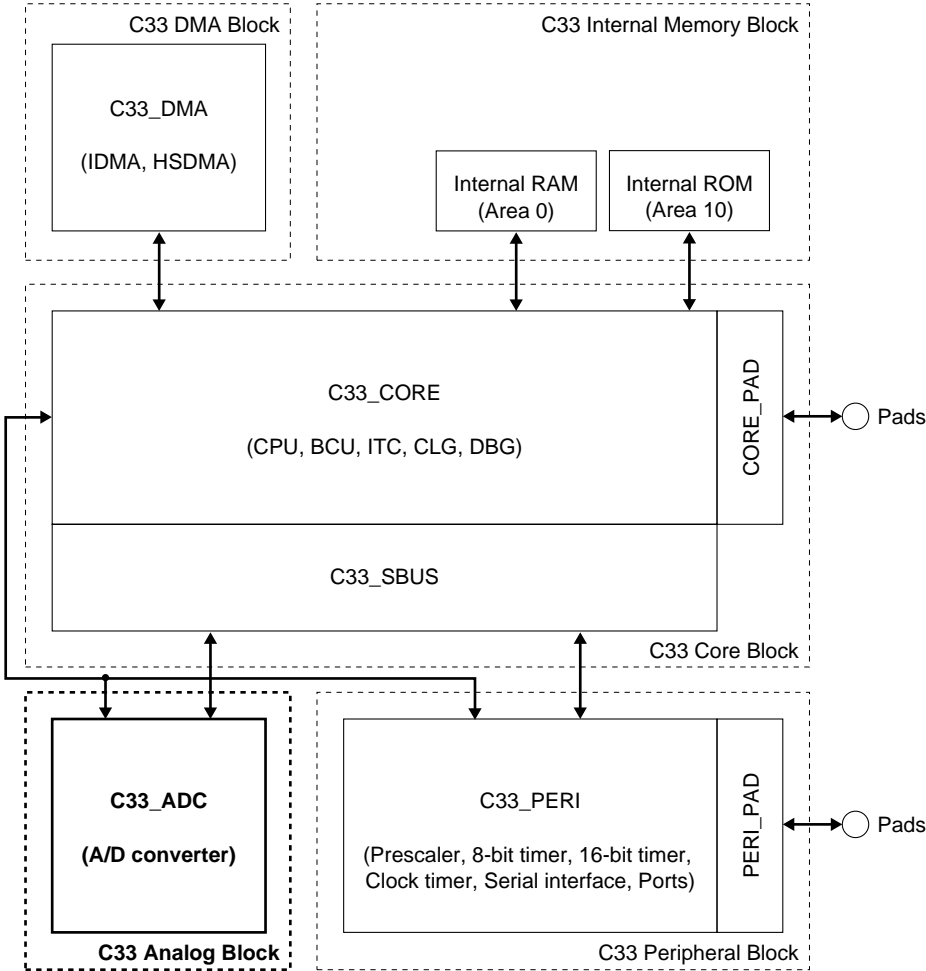 C33 DMA Block
C33 Internal Memory Block
C33_DMA
(IDMA, HSDMA)
Internal RAM
(Area 0)
Internal ROM
(Area 10)
C33_CORE
(CPU, BCU, ITC, CLG, DBG)
CORE_PAD
Pads
C33_SBUS
C33 Core Block
C33_ADC
(A/D converter)
C33 Analog Block
C33_PERI
(Prescaler, 8-bit timer, 16-bit timer,
Clock timer, Serial interface, Ports)
PERI_PAD
Pads
C33 Peripheral Block